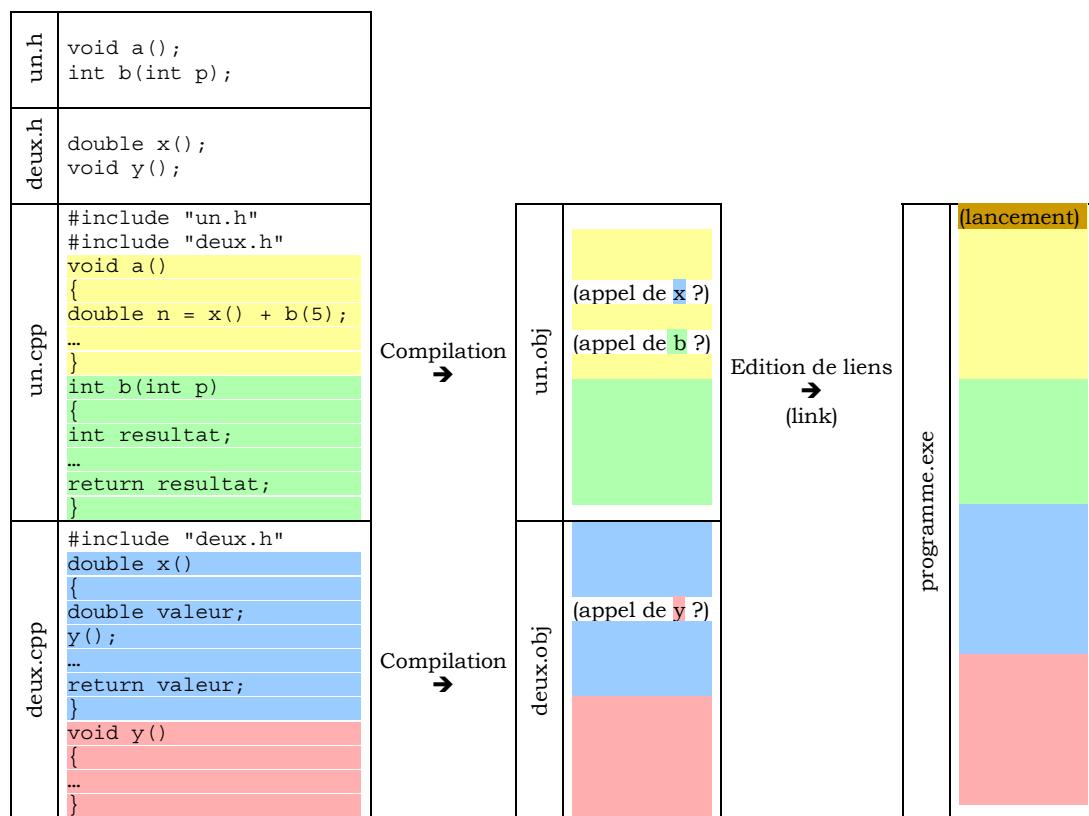 un.h
void a();
int b(int p);
deux.h
double x();
void y();
un.cpp
#include "un.h"
#include "deux.h"
void a()
{
double n = x() + b(5);
…
}
int b(int p)
{
int resultat;
…
return resultat;
}
deux.cpp
#include "deux.h"
double x()
{
double valeur;
y();
…
return valeur;
}
void y()
{
…
}
Compilation
➔
Compilation
➔
un.obj
(appel de x ?)
(appel de b ?)
deux.obj
(appel de y ?)
Edition de liens
➔
(link)
programme.exe
(lancement)